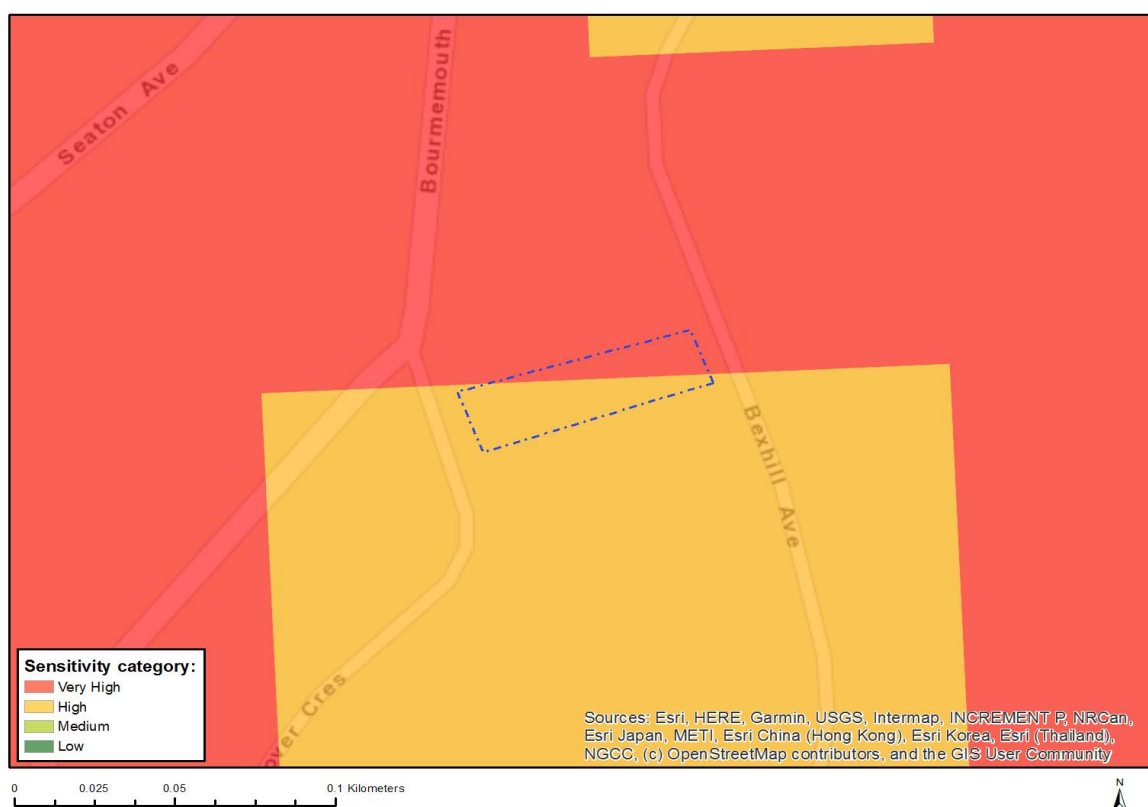 Seaton Ave
Bournemouth
Bexhill Ave
over Cres
Sensitivity category:
Very High
High
Medium
Low
Sources: Esri, HERE, Garmin, USGS, Intermap, INCREMENT P, NRCan,
Esri Japan, METI, Esri China (Hong Kong), Esri Korea, Esri (Thailand),
NGCC, (c) OpenStreetMap contributors, and the GIS User Community
0 0.025 0.05 0.1 Kilometers
N